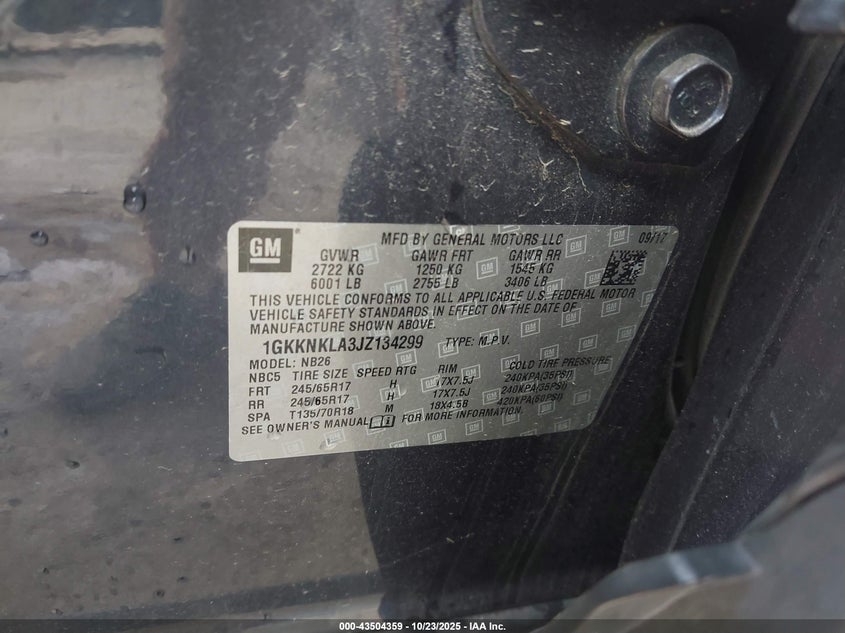 GM
MFD BY GENERAL MOTORS LLC 09/17
GVWR GAWR FRT GAWR RR
2722 KG 1250 KG 1545 KG
6001 LB 2755 LB 3406 LB
THIS VEHICLE CONFORMS TO ALL APPLICABLE U.S. FEDERAL MOTOR
VEHICLE SAFETY STANDARDS IN EFFECT ON THE DATE OF
MANUFACTURE SHOWN ABOVE.
1GKKNKLA3JZ134299 TYPE: M.P.V.
MODEL: NB26
NBC5 TIRE SIZE SPEED RTG RIM COLD TIRE PRESSURE
FRT 245/65R17 H 17X7.5J 240KPA(35PSI)
RR 245/65R17 H 17X7.5J 240KPA(35PSI)
SPA T135/70R18 M 18X4.5B 420KPA(60PSI)
SEE OWNER'S MANUAL FOR MORE INFORMATION.
000-43504359 - 10/23/2025 - IAA Inc.